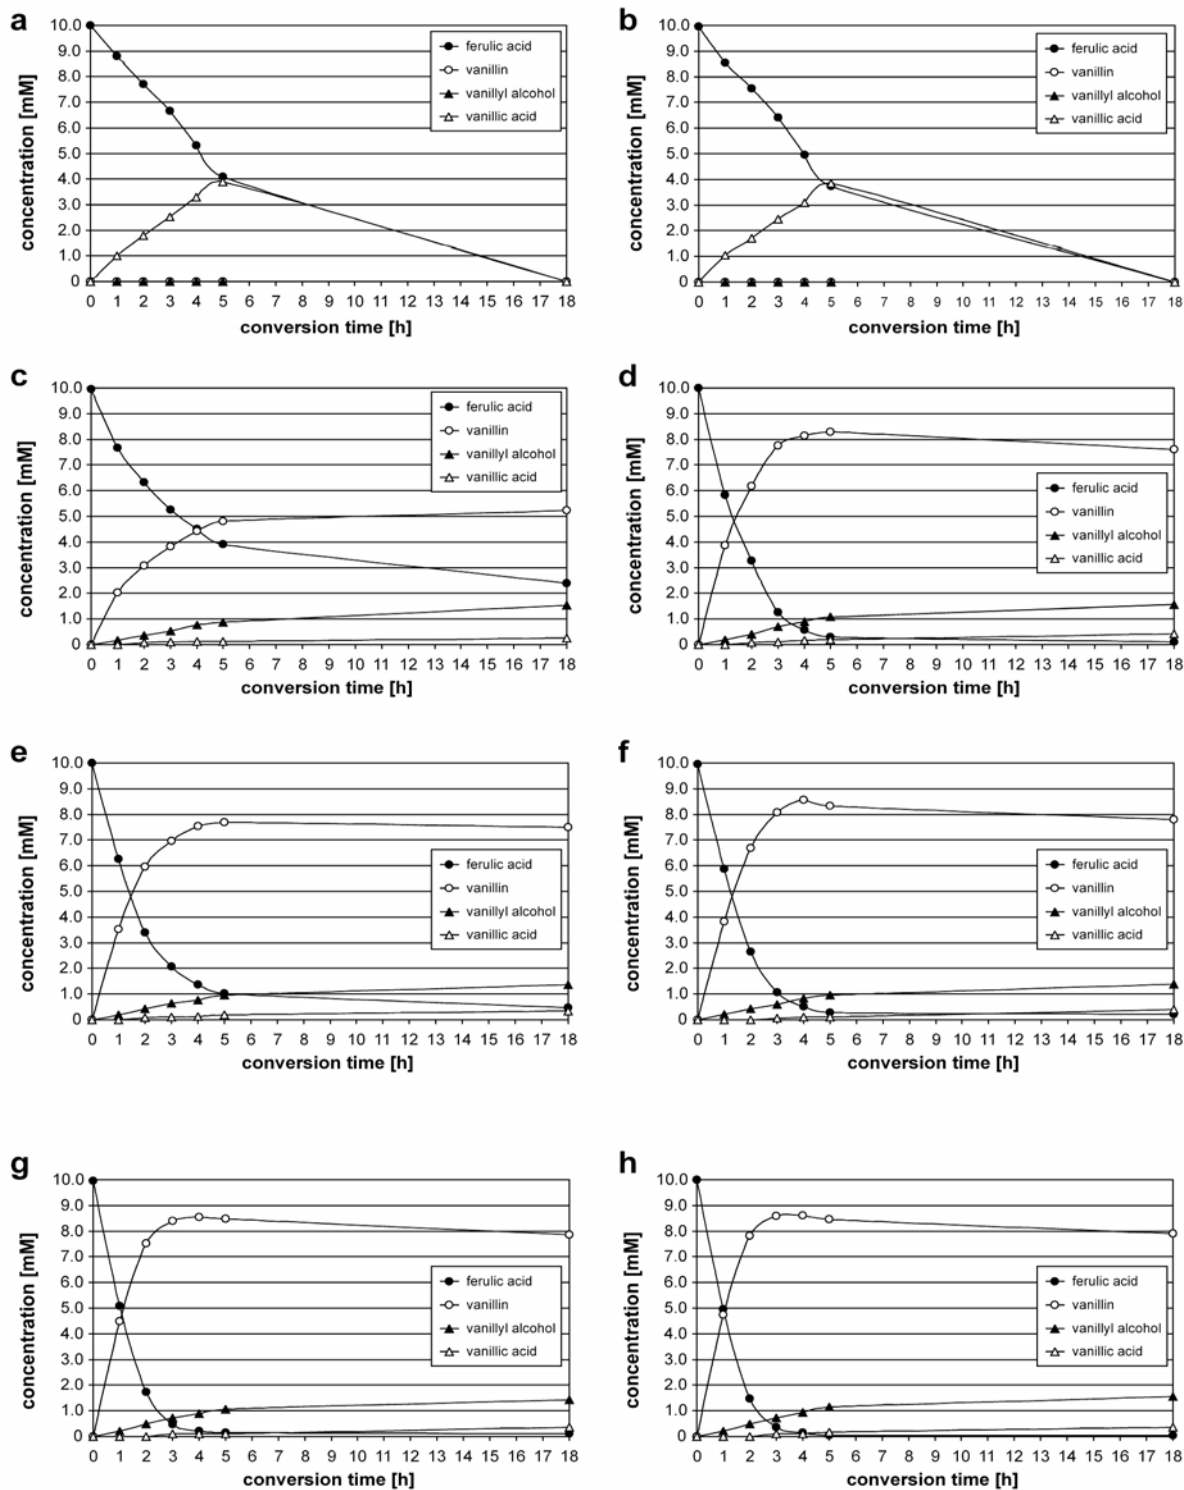 a
concentration [mM]
10.0
9.0
8.0
7.0
6.0
5.0
4.0
3.0
2.0
1.0
0
ferulic acid
vanillin
vanillyl alcohol
vanillic acid
0 1 2 3 4 5 6 7 8 9 10 11 12 13 14 15 16 17 18
conversion time [h]
b
concentration [mM]
10.0
9.0
8.0
7.0
6.0
5.0
4.0
3.0
2.0
1.0
0
ferulic acid
vanillin
vanillyl alcohol
vanillic acid
0 1 2 3 4 5 6 7 8 9 10 11 12 13 14 15 16 17 18
conversion time [h]
c
concentration [mM]
10.0
9.0
8.0
7.0
6.0
5.0
4.0
3.0
2.0
1.0
0
ferulic acid
vanillin
vanillyl alcohol
vanillic acid
0 1 2 3 4 5 6 7 8 9 10 11 12 13 14 15 16 17 18
conversion time [h]
d
concentration [mM]
10.0
9.0
8.0
7.0
6.0
5.0
4.0
3.0
2.0
1.0
0
ferulic acid
vanillin
vanillyl alcohol
vanillic acid
0 1 2 3 4 5 6 7 8 9 10 11 12 13 14 15 16 17 18
conversion time [h]
e
concentration [mM]
10.0
9.0
8.0
7.0
6.0
5.0
4.0
3.0
2.0
1.0
0
ferulic acid
vanillin
vanillyl alcohol
vanillic acid
0 1 2 3 4 5 6 7 8 9 10 11 12 13 14 15 16 17 18
conversion time [h]
f
concentration [mM]
10.0
9.0
8.0
7.0
6.0
5.0
4.0
3.0
2.0
1.0
0
ferulic acid
vanillin
vanillyl alcohol
vanillic acid
0 1 2 3 4 5 6 7 8 9 10 11 12 13 14 15 16 17 18
conversion time [h]
g
concentration [mM]
10.0
9.0
8.0
7.0
6.0
5.0
4.0
3.0
2.0
1.0
0
ferulic acid
vanillin
vanillyl alcohol
vanillic acid
0 1 2 3 4 5 6 7 8 9 10 11 12 13 14 15 16 17 18
conversion time [h]
h
concentration [mM]
10.0
9.0
8.0
7.0
6.0
5.0
4.0
3.0
2.0
1.0
0
ferulic acid
vanillin
vanillyl alcohol
vanillic acid
0 1 2 3 4 5 6 7 8 9 10 11 12 13 14 15 16 17 18
conversion time [h]